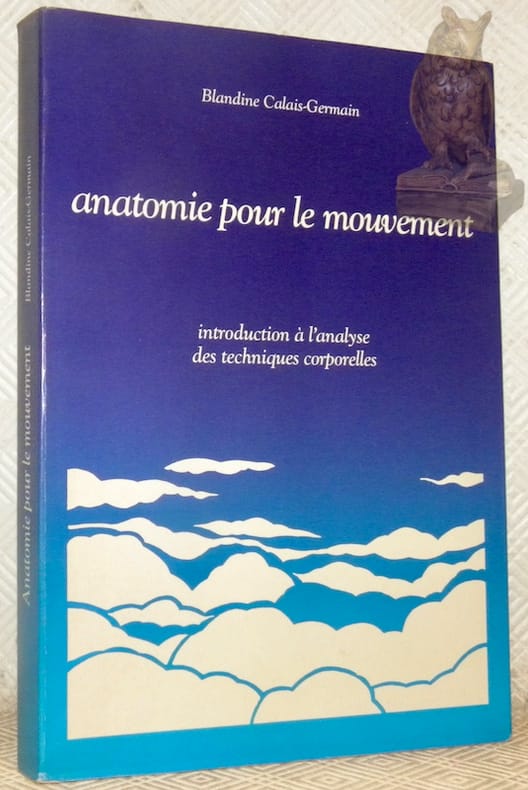 Blandine Calais-Germain
anatomie pour le mouvement
introduction à l'analyse
des techniques corporelles
Anatomie pour le mouvement
Blandine Calais-Germain